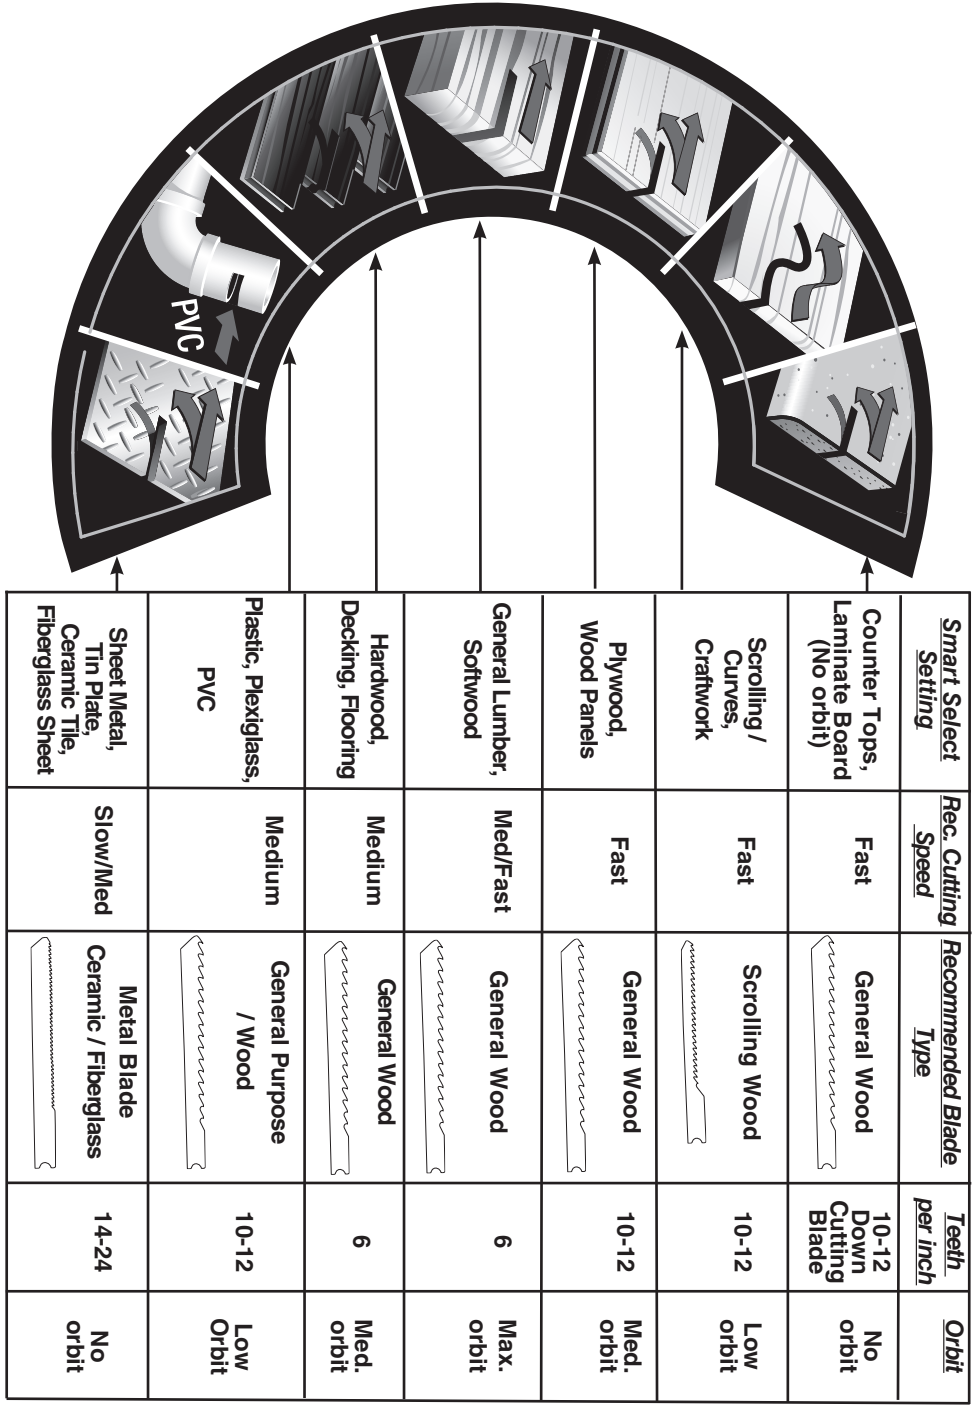 PVC
Smart Select
Setting
Rec. Cutting
Speed
Recommended Blade
Type
Teeth
per inch
Orbit
Counter Tops,
Laminate Board
(No orbit)
Fast
General Wood
10-12
Down
Cutting
Blade
No
orbit
Scrolling /
Curves,
Craftwork
Fast
Scrolling Wood
10-12
Low
orbit
Plywood,
Wood Panels
Fast
General Wood
10-12
Med.
orbit
General Lumber,
Softwood
Med/Fast
General Wood
6
Max.
orbit
Hardwood,
Decking, Flooring
Medium
General Wood
6
Med.
orbit
Plastic, Plexiglass,
PVC
Medium
General Purpose
/ Wood
10-12
Low
Orbit
Sheet Metal,
Tin Plate,
Ceramic Tile,
Fiberglass Sheet
Slow/Med
Metal Blade
Ceramic / Fiberglass
14-24
No
orbit